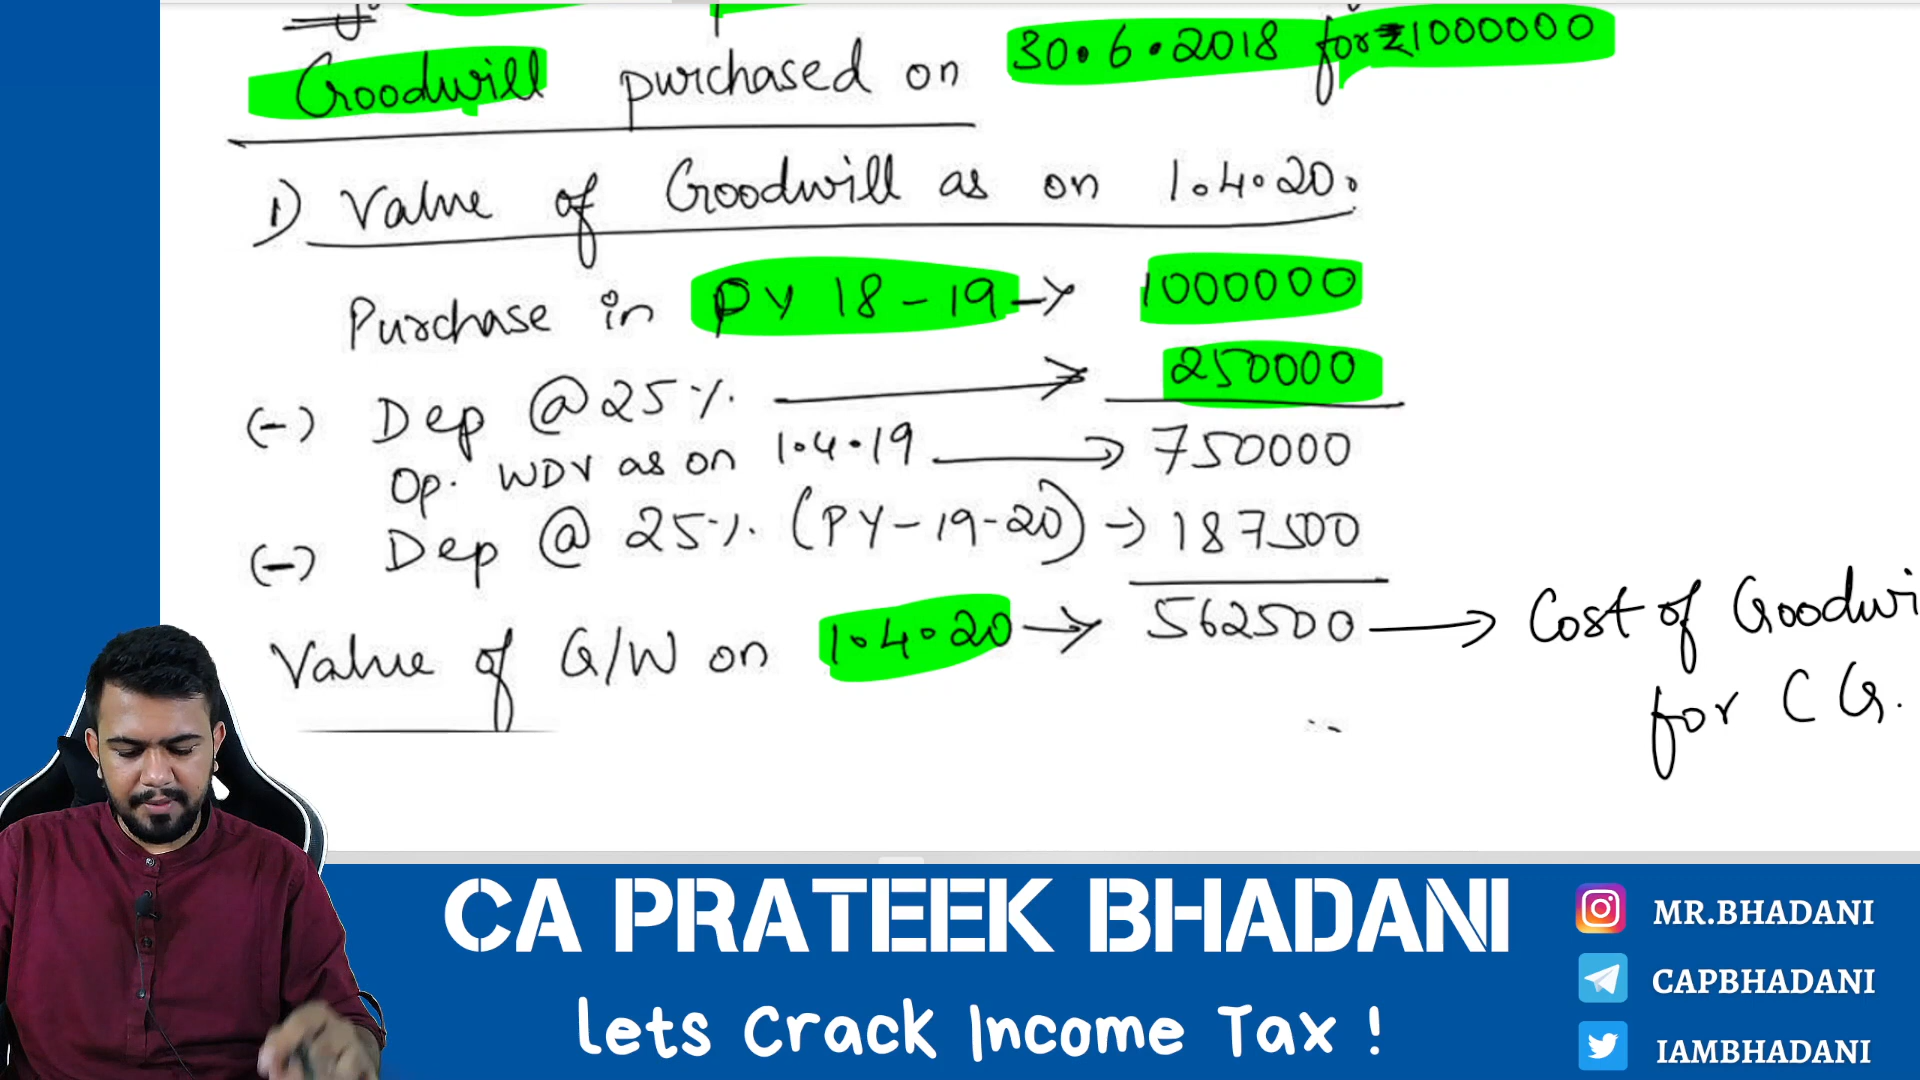 Goodwill purchased on 30.6.2018 for ₹1000000
1) Value of Goodwill as on 1.4.20.
Purchase in PY 18-19 → 1000000
(-) Dep @ 25% → 250000
Op. WDV as on 1.4.19 → 750000
(-) Dep @ 25% (PY-19-20) → 187500
Value of G/W on 1.4.20 → 562500 → Cost of Goodwi
for CG.
CA PRATEEK BHADANI
Lets Crack Income Tax !
MR.BHADANI
CAPBHADANI
IAMBHADANI